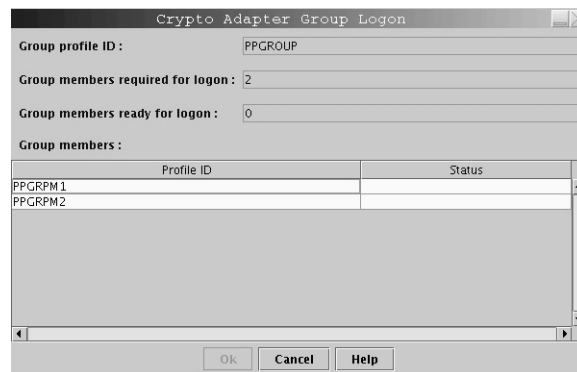 Crypto Adapter Group Logon
Group profile ID : PPGROUP
Group members required for logon : 2
Group members ready for logon : 0
Group members :
Profile ID Status
PPGRPM1
PPGRPM2
Ok Cancel Help